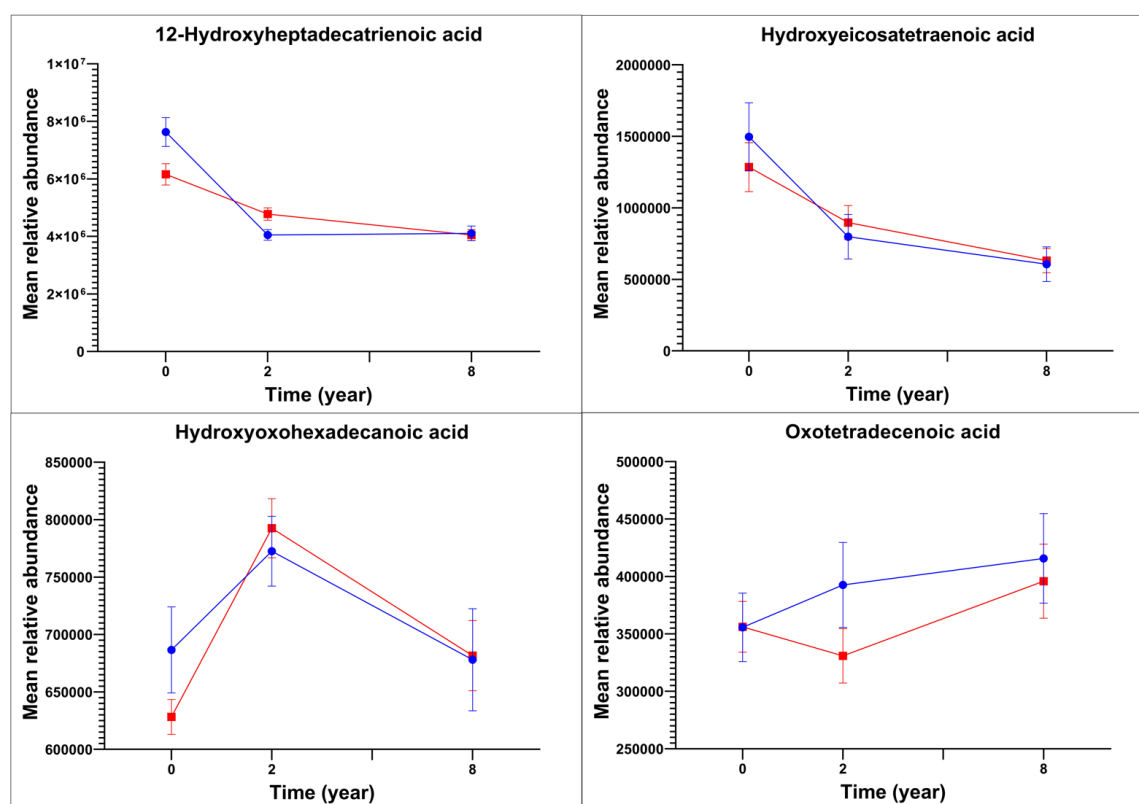 12-Hydroxyheptadecatrienoic acid
Mean relative abundance
1×10⁷
8×10⁶
6×10⁶
4×10⁶
2×10⁶
0
0 2 8
Time (year)
Hydroxyeicosatetraenoic acid
Mean relative abundance
2000000
1500000
1000000
500000
0
0 2 8
Time (year)
Hydroxyoxohexadecanoic acid
Mean relative abundance
850000
800000
750000
700000
650000
600000
0 2 8
Time (year)
Oxotetradecenoic acid
Mean relative abundance
500000
450000
400000
350000
300000
250000
0 2 8
Time (year)